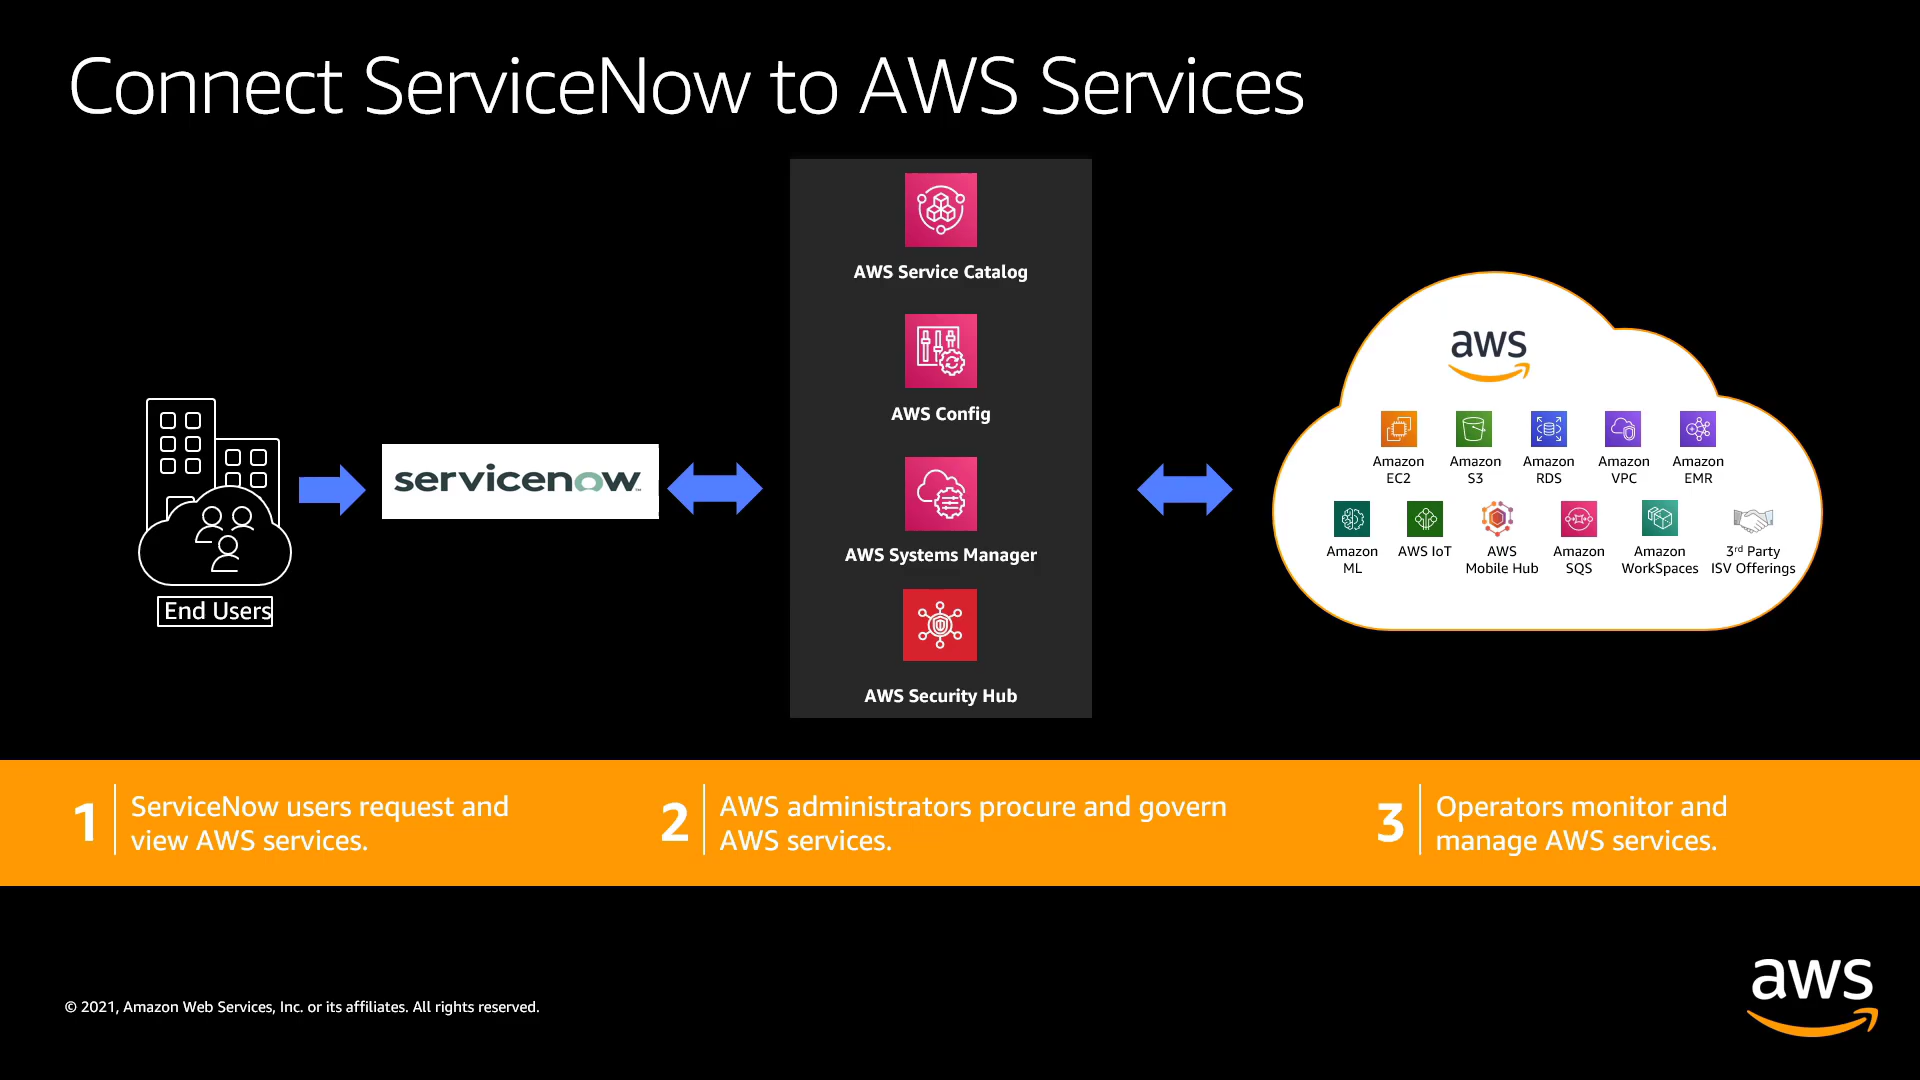 Connect ServiceNow to AWS Services
AWS Service Catalog
AWS Config
AWS Systems Manager
AWS Security Hub
End Users
servicenow™
aws
Amazon EC2
Amazon S3
Amazon RDS
Amazon VPC
Amazon EMR
Amazon ML
AWS IoT
AWS Mobile Hub
Amazon SQS
Amazon WorkSpaces
3rd Party ISV Offerings
1
ServiceNow users request and
view AWS services.
2
AWS administrators procure and govern
AWS services.
3
Operators monitor and
manage AWS services.
© 2021, Amazon Web Services, Inc. or its affiliates. All rights reserved.
aws